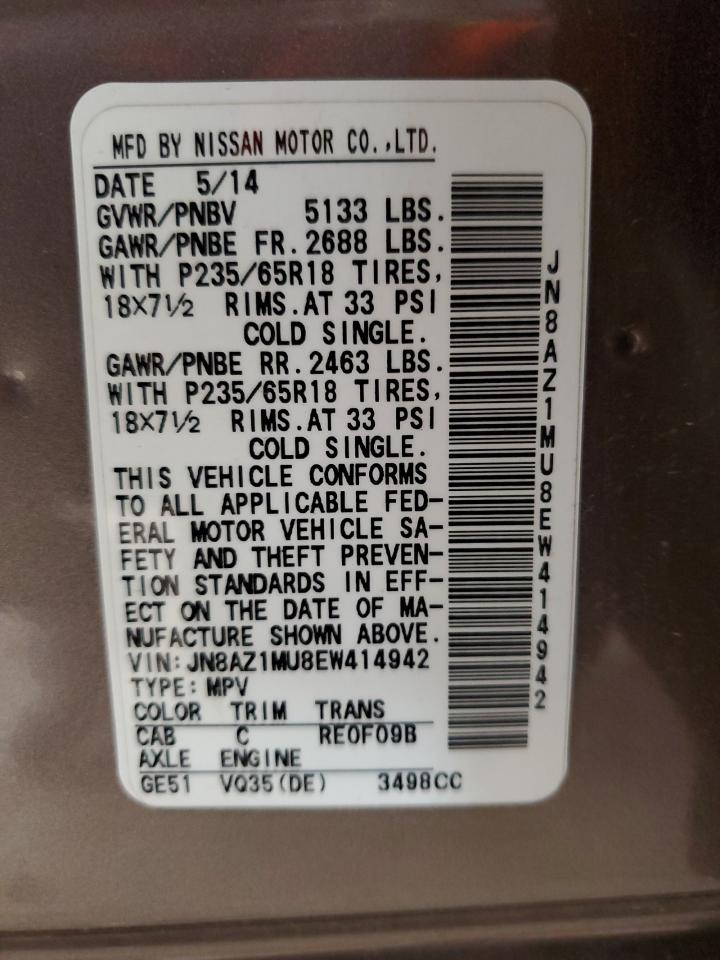 MFD BY NISSAN MOTOR CO.,LTD.
DATE 5/14
GVWR/PNBV 5133 LBS.
GAWR/PNBE FR. 2688 LBS.
WITH P235/65R18 TIRES,
18×7½ RIMS. AT 33 PSI
COLD SINGLE.
GAWR/PNBE RR. 2463 LBS.
WITH P235/65R18 TIRES,
18×7½ RIMS. AT 33 PSI
COLD SINGLE.
THIS VEHICLE CONFORMS
TO ALL APPLICABLE FED-
ERAL MOTOR VEHICLE SA-
FETY AND THEFT PREVEN-
TION STANDARDS IN EFF-
ECT ON THE DATE OF MA-
NUFACTURE SHOWN ABOVE.
VIN: JN8AZ1MU8EW414942
TYPE: MPV
COLOR TRIM TRANS
CAB C RE0F09B
AXLE ENGINE
GE51 VQ35(DE) 3498CC
JN8AZ1MU8EW414942